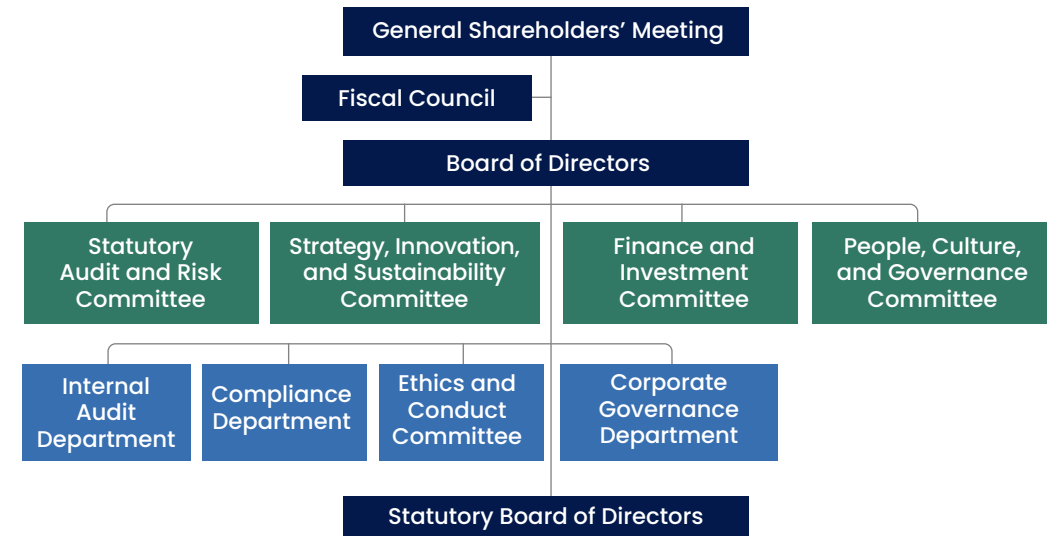 General Shareholders’ Meeting
Fiscal Council
Board of Directors
Statutory
Audit and Risk
Committee
Strategy, Innovation,
and Sustainability
Committee
Finance and
Investment
Committee
People, Culture,
and Governance
Committee
Internal
Audit
Department
Compliance
Department
Ethics and
Conduct
Committee
Corporate
Governance
Department
Statutory Board of Directors